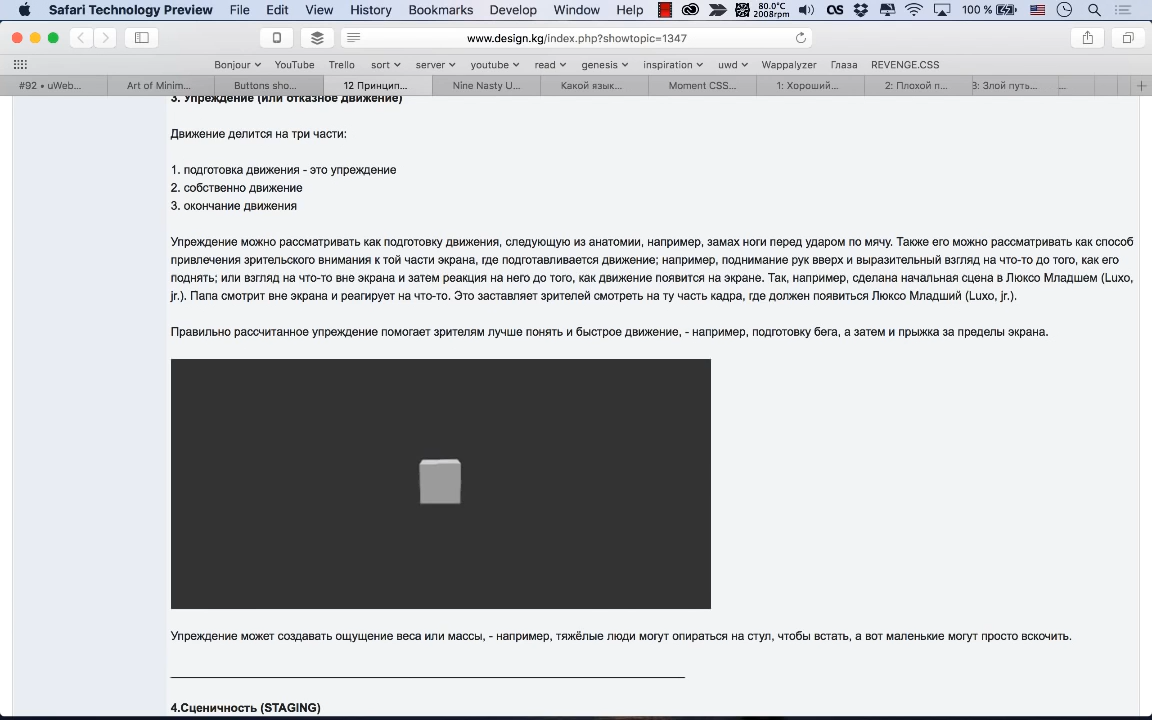 Safari Technology Preview File Edit View History Bookmarks Develop Window Help 80.0°C 2008rpm 100 %
www.design.kg/index.php?showtopic=1347
Bonjour YouTube Trello sort server youtube read genesis inspiration uwd Wappalyzer Глаза REVENGE.CSS
#92 • uWeb... Art of Minim... Buttons sho... 12 Принцип... Nine Nasty U... Какой язык... Moment CSS... 1: Хороший... 2: Плохой п... 3: Злой путь... ...
3. Упреждение (или отказное движение)
Движение делится на три части:
1. подготовка движения - это упреждение
2. собственно движение
3. окончание движения
Упреждение можно рассматривать как подготовку движения, следующую из анатомии, например, замах ноги перед ударом по мячу. Также его можно рассматривать как способ
привлечения зрительского внимания к той части экрана, где подготавливается движение; например, поднимание рук вверх и выразительный взгляд на что-то до того, как его
поднять; или взгляд на что-то вне экрана и затем реакция на него до того, как движение появится на экране. Так, например, сделана начальная сцена в Люксо Младшем (Luxo,
jr.). Папа смотрит вне экрана и реагирует на что-то. Это заставляет зрителей смотреть на ту часть кадра, где должен появиться Люксо Младший (Luxo, jr.).
Правильно рассчитанное упреждение помогает зрителям лучше понять и быстрое движение, - например, подготовку бега, а затем и прыжка за пределы экрана.
Упреждение может создавать ощущение веса или массы, - например, тяжёлые люди могут опираться на стул, чтобы встать, а вот маленькие могут просто вскочить.
4.Сценичность (STAGING)